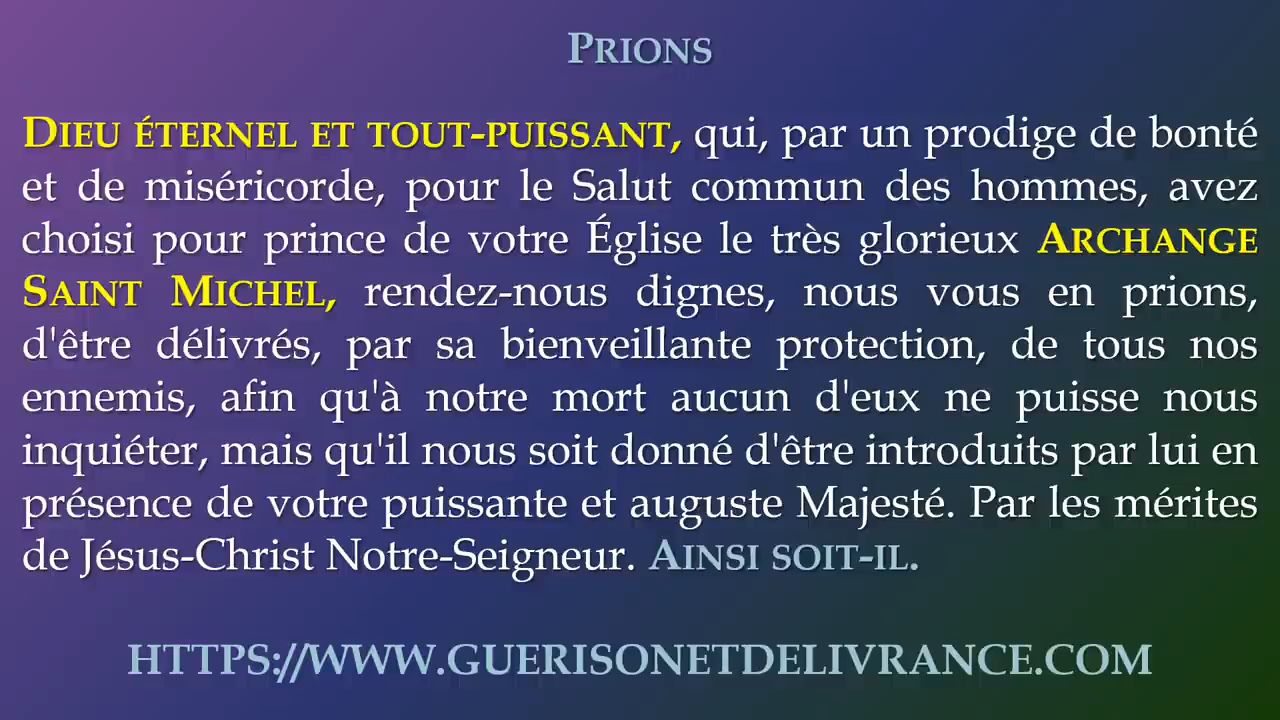 PRIONS
DIEU ÉTERNEL ET TOUT-PUISSANT, qui, par un prodige de bonté
et de miséricorde, pour le Salut commun des hommes, avez
choisi pour prince de votre Église le très glorieux ARCHANGE
SAINT MICHEL, rendez-nous dignes, nous vous en prions,
d'être délivrés, par sa bienveillante protection, de tous nos
ennemis, afin qu'à notre mort aucun d'eux ne puisse nous
inquiéter, mais qu'il nous soit donné d'être introduits par lui en
présence de votre puissante et auguste Majesté. Par les mérites
de Jésus-Christ Notre-Seigneur. AINSI SOIT-IL.
HTTPS://WWW.GUERISONETDELIVRANCE.COM